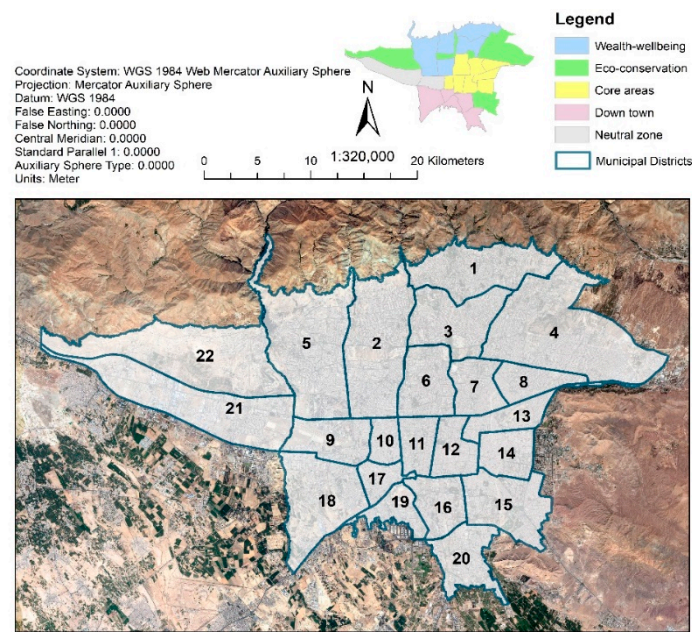 Legend
Wealth-wellbeing
Eco-conservation
Core areas
Down town
Neutral zone
Municipal Districts
Coordinate System: WGS 1984 Web Mercator Auxiliary Sphere
Projection: Mercator Auxiliary Sphere
Datum: WGS 1984
False Easting: 0.0000
False Northing: 0.0000
Central Meridian: 0.0000
Standard Parallel 1: 0.0000
Auxiliary Sphere Type: 0.0000
Units: Meter
N
1:320,000
0 5 10 20 Kilometers
1
3
4
5
2
22
6
7
8
21
13
9
10
11
12
14
17
18
19
16
15
20